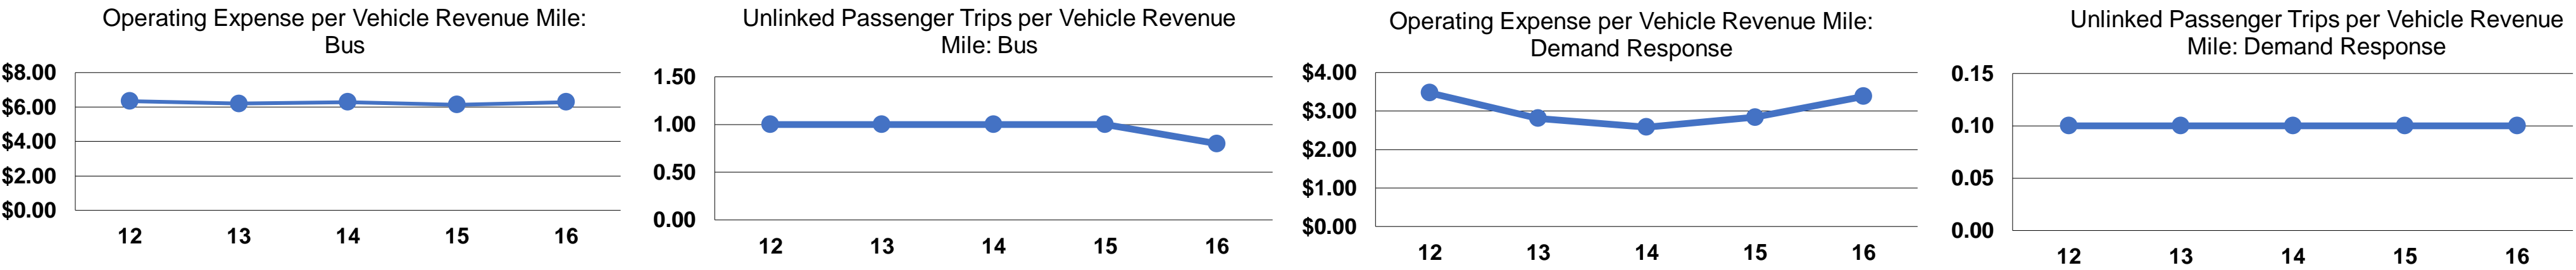 Operating Expense per Vehicle Revenue Mile:
Bus
$8.00
$6.00
$4.00
$2.00
$0.00
12 13 14 15 16
Unlinked Passenger Trips per Vehicle Revenue
Mile: Bus
1.50
1.00
0.50
0.00
12 13 14 15 16
Operating Expense per Vehicle Revenue Mile:
Demand Response
$4.00
$3.00
$2.00
$1.00
$0.00
12 13 14 15 16
Unlinked Passenger Trips per Vehicle Revenue
Mile: Demand Response
0.15
0.10
0.05
0.00
12 13 14 15 16